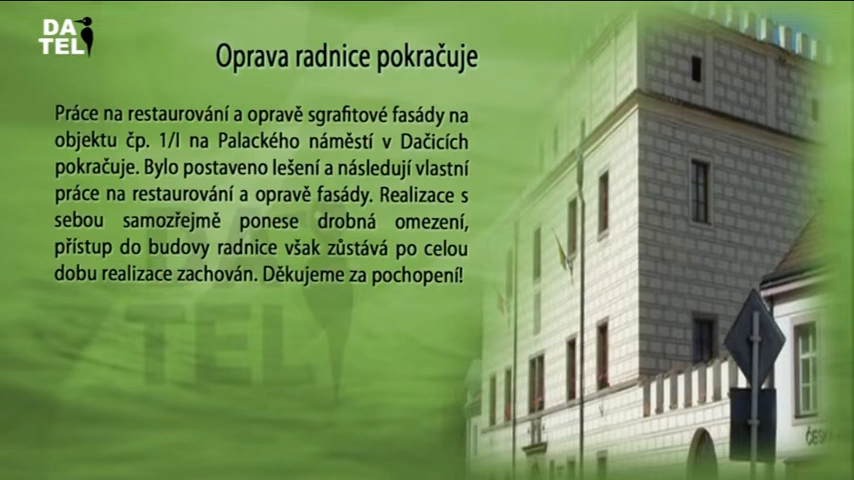 DA
TEL
Oprava radnice pokračuje
Práce na restaurování a opravě sgrafitové fasády na
objektu čp. 1/I na Palackého náměstí v Dačicích
pokračuje. Bylo postaveno lešení a následují vlastní
práce na restaurování a opravě fasády. Realizace s
sebou samozřejmě ponese drobná omezení,
přístup do budovy radnice však zůstává po celou
dobu realizace zachován. Děkujeme za pochopení!
TEL